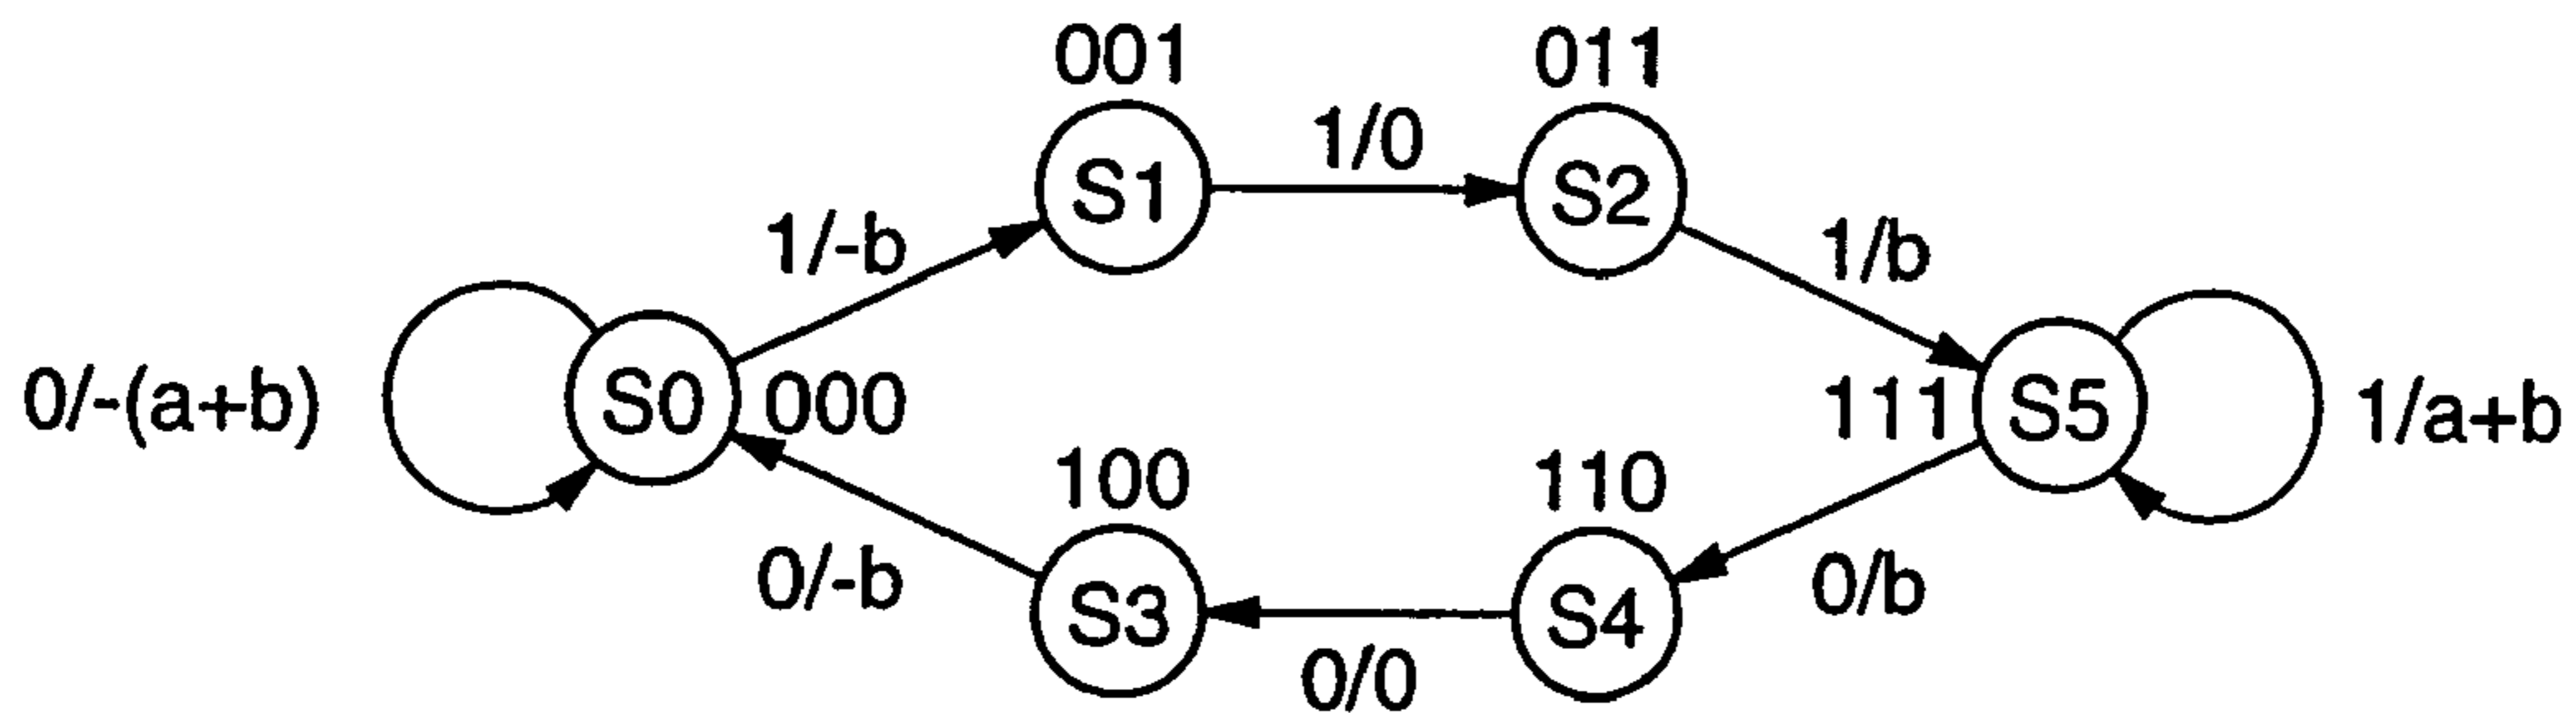 001 011
1/0
S1 S2
1/-b 1/b
0/-(a+b) S0 000 111 S5 1/a+b
100 110
0/-b S3 S4 0/b
0/0